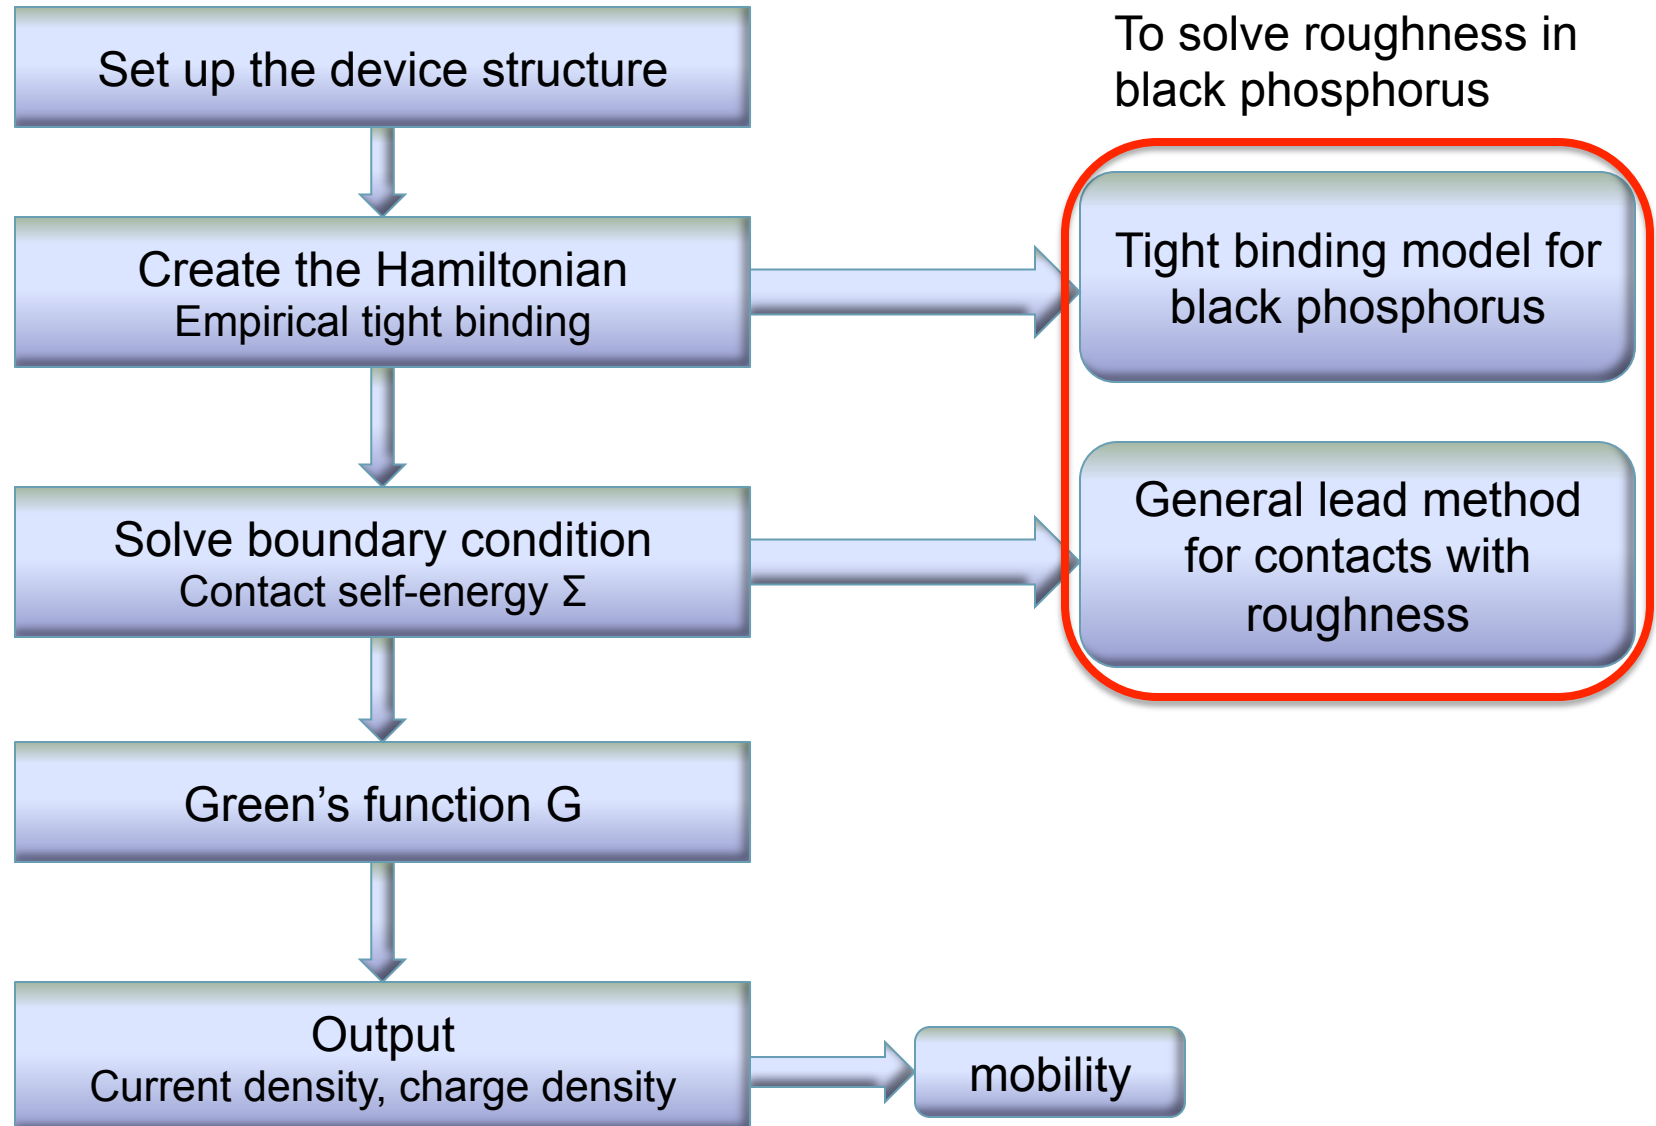 Set up the device structure
To solve roughness in
black phosphorus
Create the Hamiltonian
Empirical tight binding
Tight binding model for
black phosphorus
Solve boundary condition
Contact self-energy Σ
General lead method
for contacts with
roughness
Green’s function G
Output
Current density, charge density
mobility